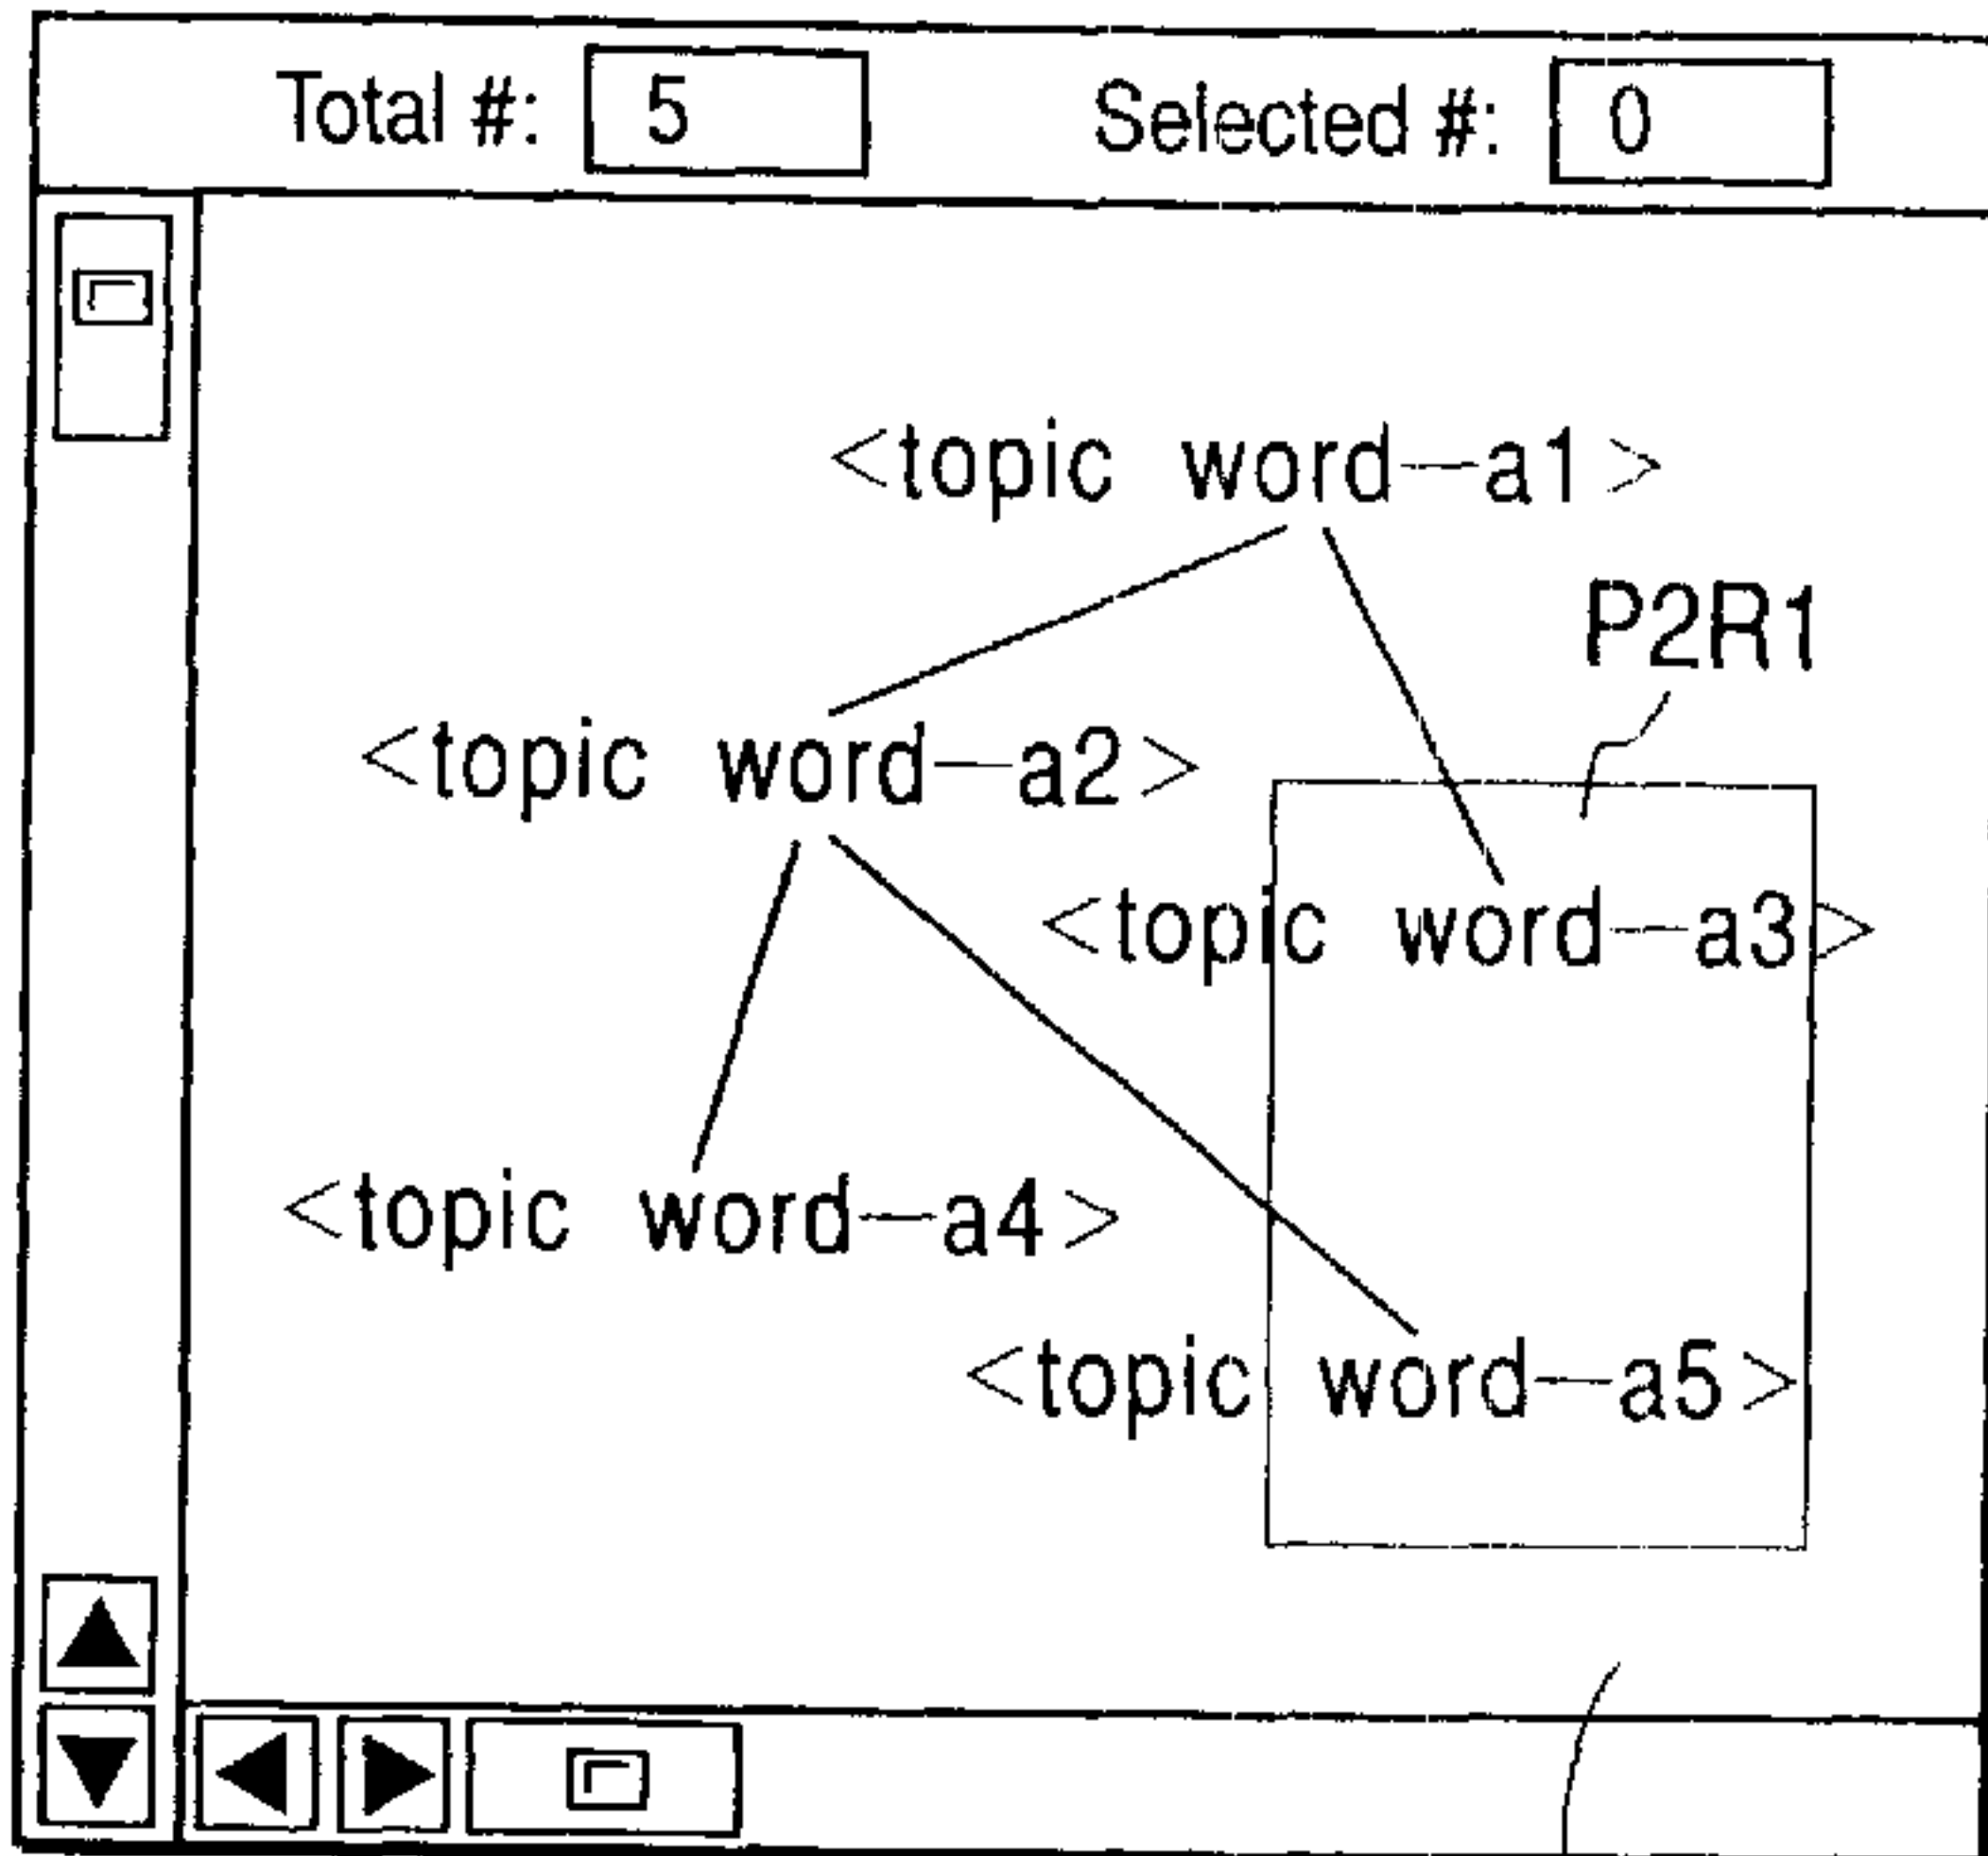 Total #: 5 Selected #: 0
<topic word—a1>
P2R1
<topic word—a2>
<topic word—a3>
<topic word—a4>
<topic word—a5>